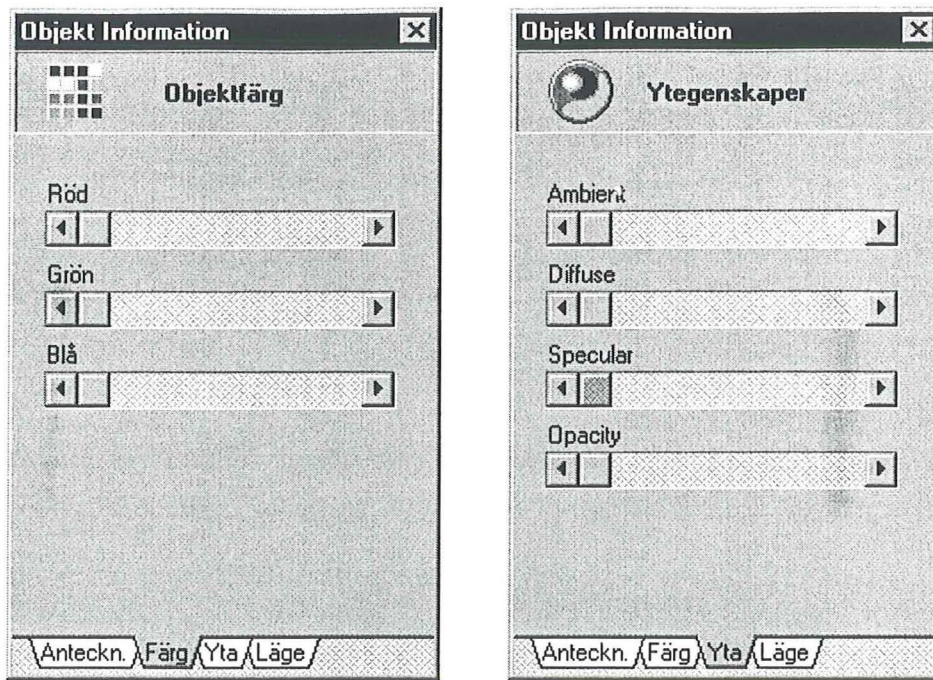 Objekt Information
Objektfärg
Röd
Grön
Blå
Anteckn. Färg Yta Läge
Objekt Information
Ytegenskaper
Ambient
Diffuse
Specular
Opacity
Anteckn. Färg Yta Läge